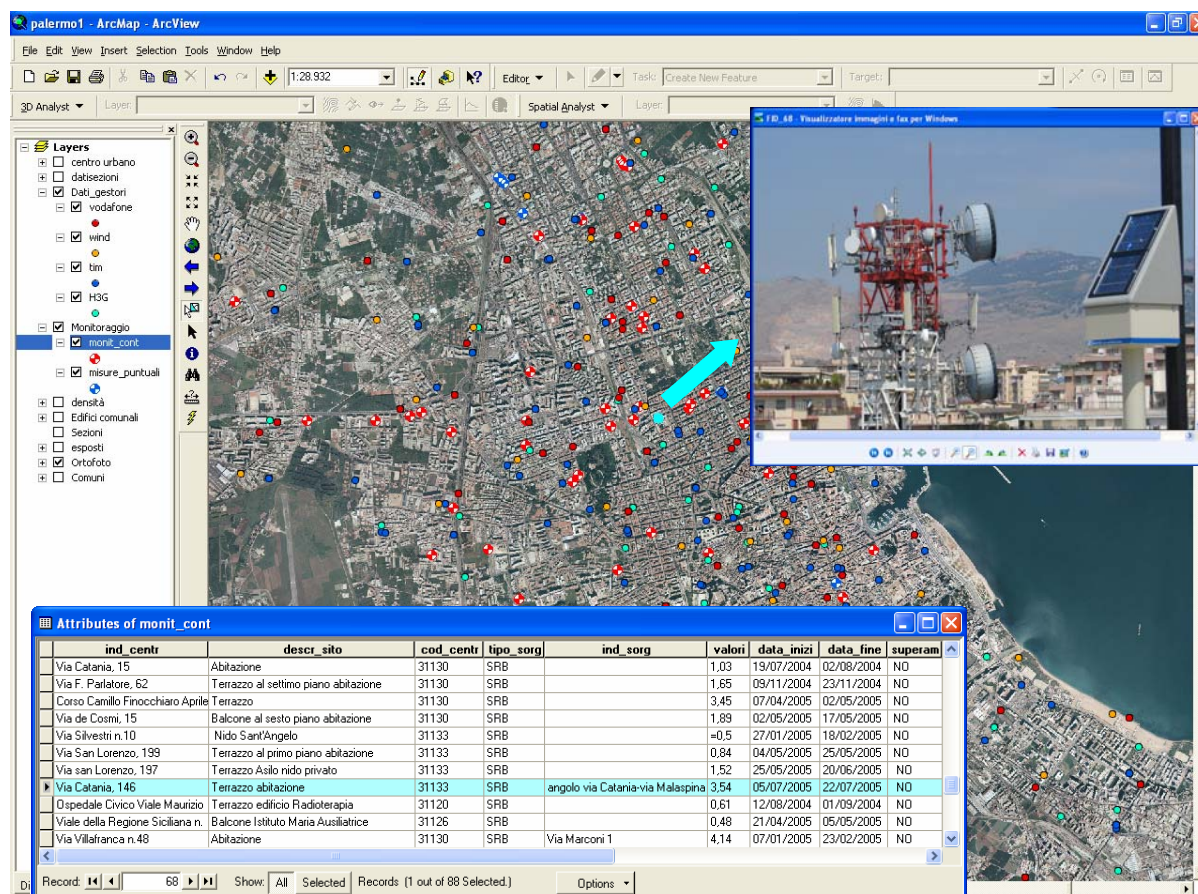 palermo1 - ArcMap - ArcView
File Edit View Insert Selection Tools Window Help
1:28.932 Editor Task: Create New Feature Target:
3D Analyst Layer: Spatial Analyst Layer:
FID_68 - Visualizzatore immagini e fax per Windows
Layers
centro urbano
datisezioni
Dati_gestori
vodafone
wind
tim
H3G
Monitoraggio
monit_cont
misure_puntuali
densità
Edifici comunali
Sezioni
esposti
Ortofoto
Comuni
Attributes of monit_cont
ind_centr descr_sito cod_centr tipo_sorg ind_sorg valori data_inizi data_fine superam
Via Catania, 15 Abitazione 31130 SRB 1,03 19/07/2004 02/08/2004 NO
Via F. Parlatore, 62 Terrazzo al settimo piano abitazione 31130 SRB 1,65 09/11/2004 23/11/2004 NO
Corso Camillo Finocchiaro Aprile Terrazzo 31130 SRB 3,45 07/04/2005 02/05/2005 NO
Via de Cosmi, 15 Balcone al sesto piano abitazione 31130 SRB 1,89 02/05/2005 17/05/2005 NO
Via Silvestri n.10 Nido Sant'Angelo 31133 SRB =0,5 27/01/2005 18/02/2005 NO
Via San Lorenzo, 199 Terrazzo al primo piano abitazione 31133 SRB 0,84 04/05/2005 25/05/2005 NO
Via san Lorenzo, 197 Terrazzo Asilo nido privato 31133 SRB 1,52 25/05/2005 20/06/2005 NO
Via Catania, 146 Terrazzo abitazione 31133 SRB angolo via Catania-via Malaspina 3,54 05/07/2005 22/07/2005 NO
Ospedale Civico Viale Maurizio Terrazzo edificio Radioterapia 31120 SRB 0,61 12/08/2004 01/09/2004 NO
Viale della Regione Siciliana n. Balcone Istituto Maria Ausiliatrice 31126 SRB 0,48 21/04/2005 05/05/2005 NO
Via Villafranca n.48 Abitazione 31130 SRB Via Marconi 1 4,14 07/01/2005 23/02/2005 NO
Di Record: 68 Show: All Selected Records (1 out of 88 Selected.) Options